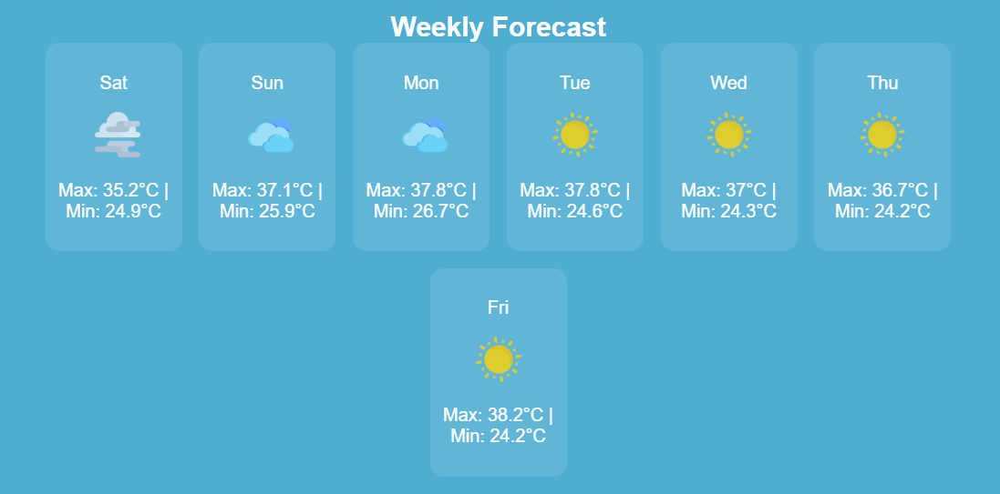 Weekly Forecast
Sat
Max: 35.2°C |
Min: 24.9°C
Sun
Max: 37.1°C |
Min: 25.9°C
Mon
Max: 37.8°C |
Min: 26.7°C
Tue
Max: 37.8°C |
Min: 24.6°C
Wed
Max: 37°C |
Min: 24.3°C
Thu
Max: 36.7°C |
Min: 24.2°C
Fri
Max: 38.2°C |
Min: 24.2°C